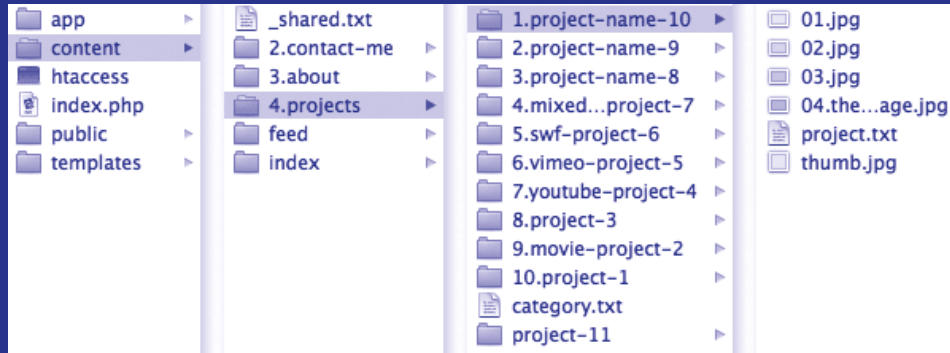 app
content
htaccess
index.php
public
templates
_shared.txt
2.contact-me
3.about
4.projects
feed
index
1.project-name-10
2.project-name-9
3.project-name-8
4.mixed...project-7
5.swf-project-6
6.vimeo-project-5
7.youtube-project-4
8.project-3
9.movie-project-2
10.project-1
category.txt
project-11
01.jpg
02.jpg
03.jpg
04.the...age.jpg
project.txt
thumb.jpg